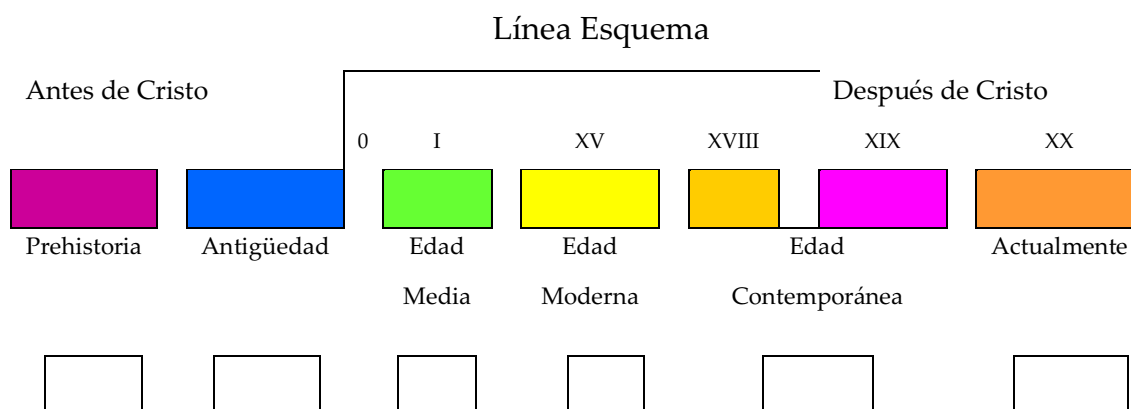 Línea Esquema
Antes de Cristo Después de Cristo
0 I XV XVIII XIX XX
Prehistoria Antigüedad Edad Edad Edad Actualmente
Media Moderna Contemporánea